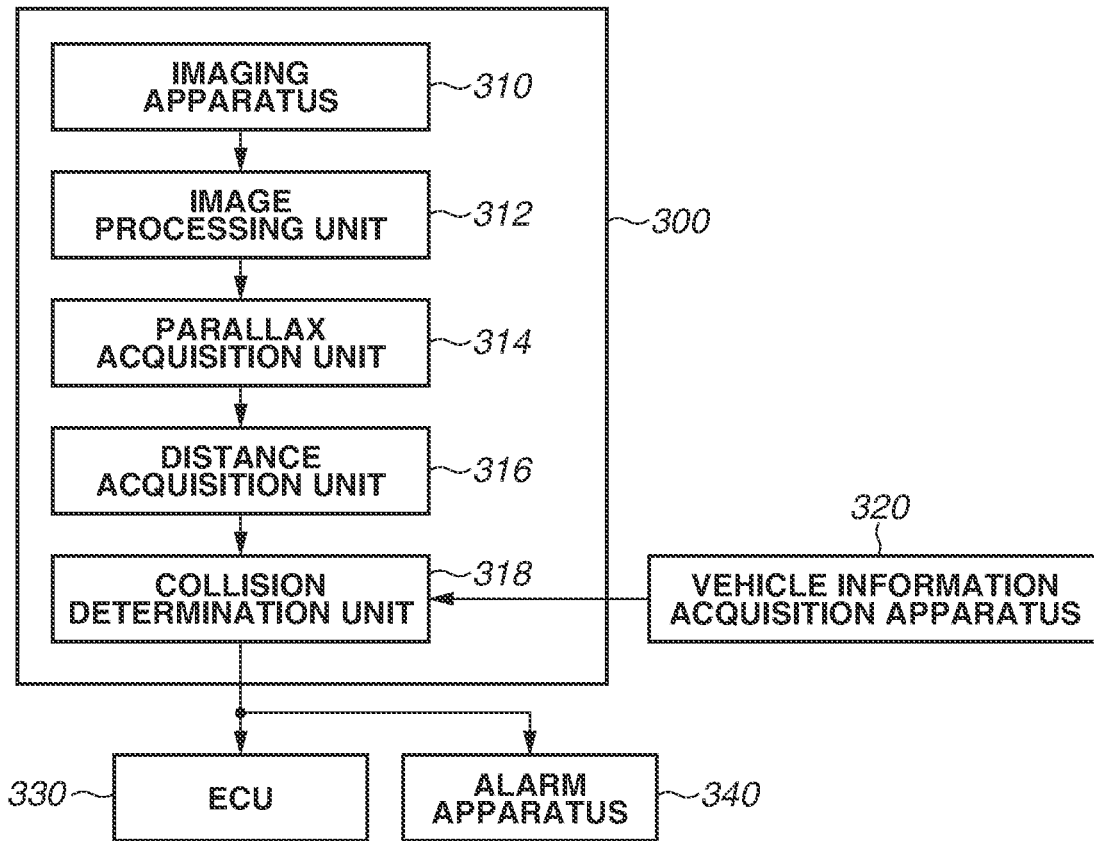 IMAGING
APPARATUS
310
IMAGE
PROCESSING UNIT
312
300
PARALLAX
ACQUISITION UNIT
314
DISTANCE
ACQUISITION UNIT
316
320
COLLISION
DETERMINATION UNIT
318
VEHICLE INFORMATION
ACQUISITION APPARATUS
330
ECU
ALARM
APPARATUS
340